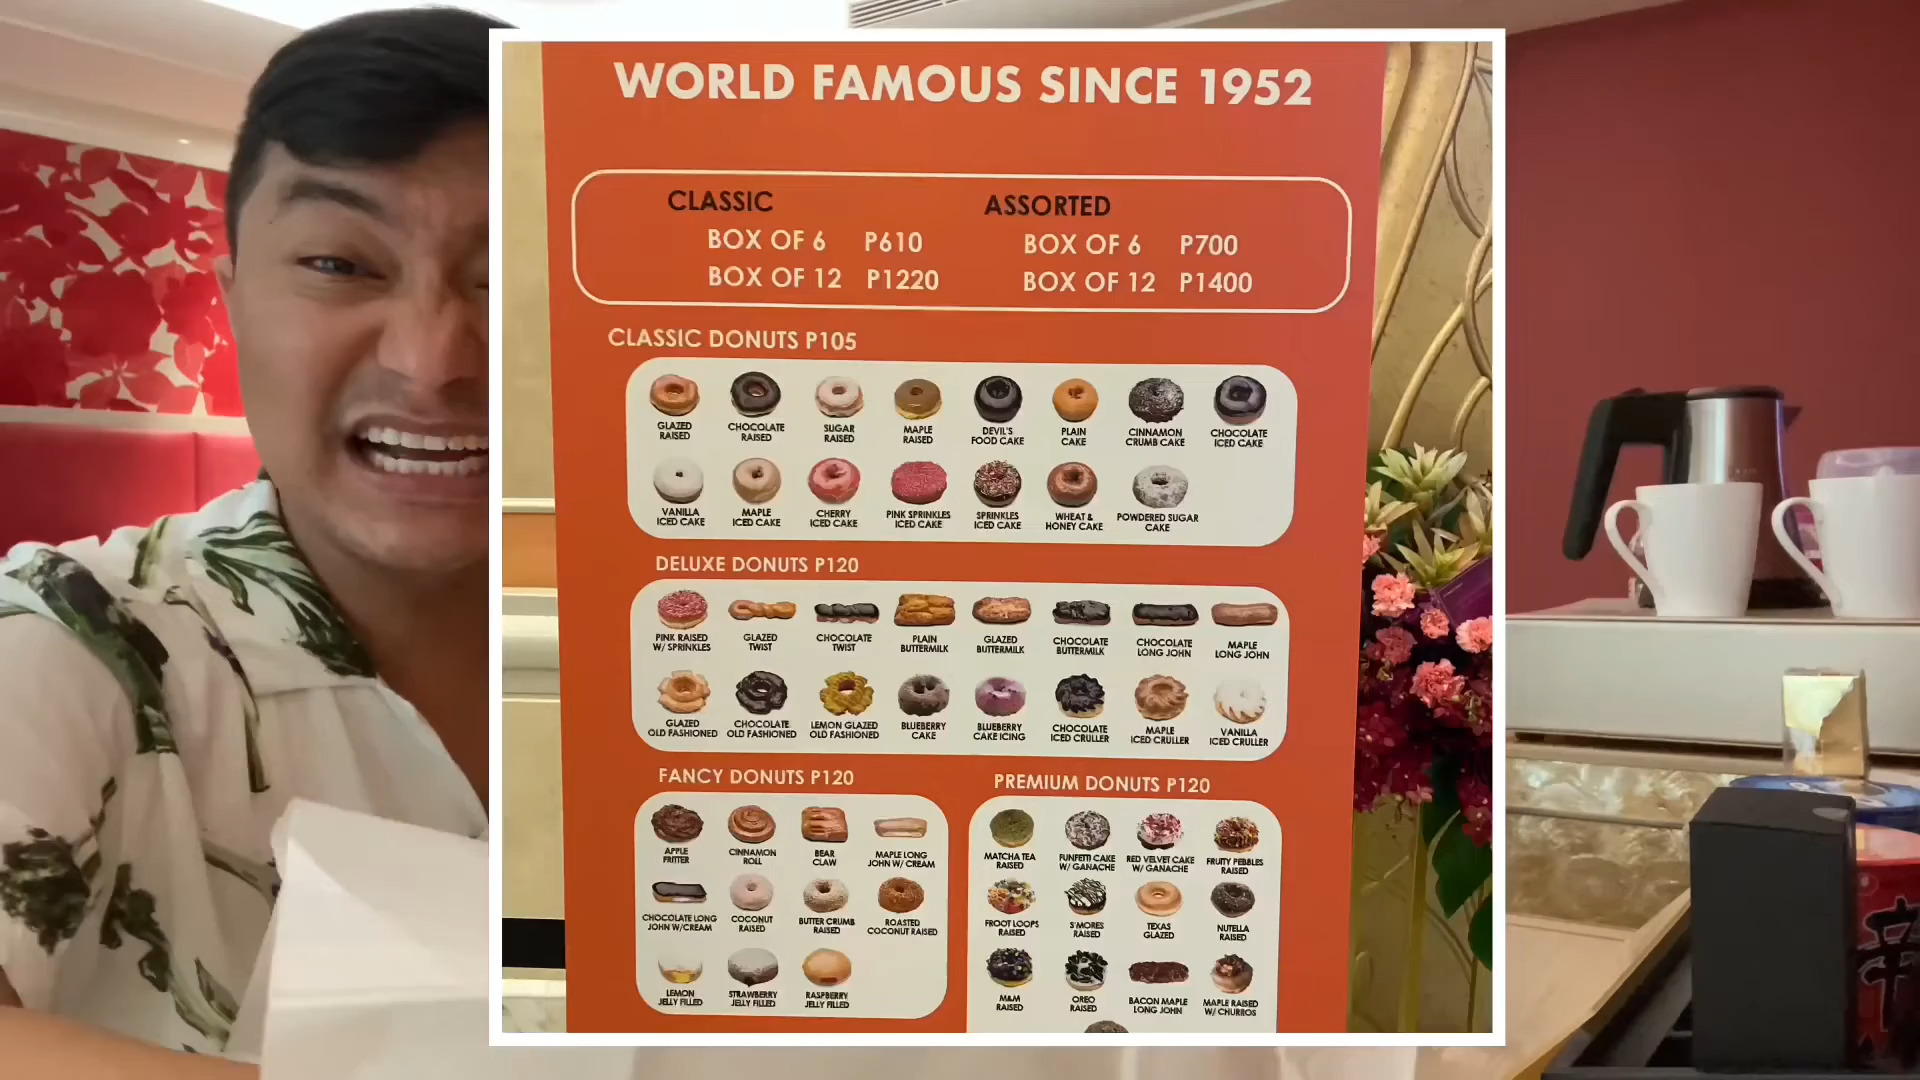 WORLD FAMOUS SINCE 1952
CLASSIC
BOX OF 6 P610
BOX OF 12 P1220
ASSORTED
BOX OF 6 P700
BOX OF 12 P1400
CLASSIC DONUTS P105
GLAZED
RAISED
CHOCOLATE
RAISED
SUGAR
RAISED
MAPLE
RAISED
DEVIL'S
FOOD CAKE
PLAIN
CAKE
CINNAMON
CRUMB CAKE
CHOCOLATE
ICED CAKE
VANILLA
ICED CAKE
MAPLE
ICED CAKE
CHERRY
ICED CAKE
PINK SPRINKLES
ICED CAKE
SPRINKLES
ICED CAKE
WHEAT &
HONEY CAKE
POWDERED SUGAR
CAKE
DELUXE DONUTS P120
PINK RAISED
W/ SPRINKLES
GLAZED
TWIST
CHOCOLATE
TWIST
PLAIN
BUTTERMILK
GLAZED
BUTTERMILK
CHOCOLATE
BUTTERMILK
CHOCOLATE
LONG JOHN
MAPLE
LONG JOHN
GLAZED
OLD FASHIONED
CHOCOLATE
OLD FASHIONED
LEMON GLAZED
OLD FASHIONED
BLUEBERRY
CAKE
BLUEBERRY
CAKE ICING
CHOCOLATE
ICED CRULLER
MAPLE
ICED CRULLER
VANILLA
ICED CRULLER
FANCY DONUTS P120
APPLE
FRITTER
CINNAMON
ROLL
BEAR
CLAW
MAPLE LONG
JOHN W/ CREAM
CHOCOLATE LONG
JOHN W/CREAM
COCONUT
RAISED
BUTTER CRUMB
RAISED
ROASTED
COCONUT RAISED
LEMON
JELLY FILLED
STRAWBERRY
JELLY FILLED
RASPBERRY
JELLY FILLED
PREMIUM DONUTS P120
MATCHA TEA
RAISED
FUNFETTI CAKE
W/ GANACHE
RED VELVET CAKE
W/ GANACHE
FRUITY PEBBLES
RAISED
FROOT LOOPS
RAISED
S'MORES
RAISED
TEXAS
GLAZED
NUTELLA
RAISED
M&M
RAISED
OREO
RAISED
BACON MAPLE
LONG JOHN
MAPLE RAISED
W/ CHURROS
辛